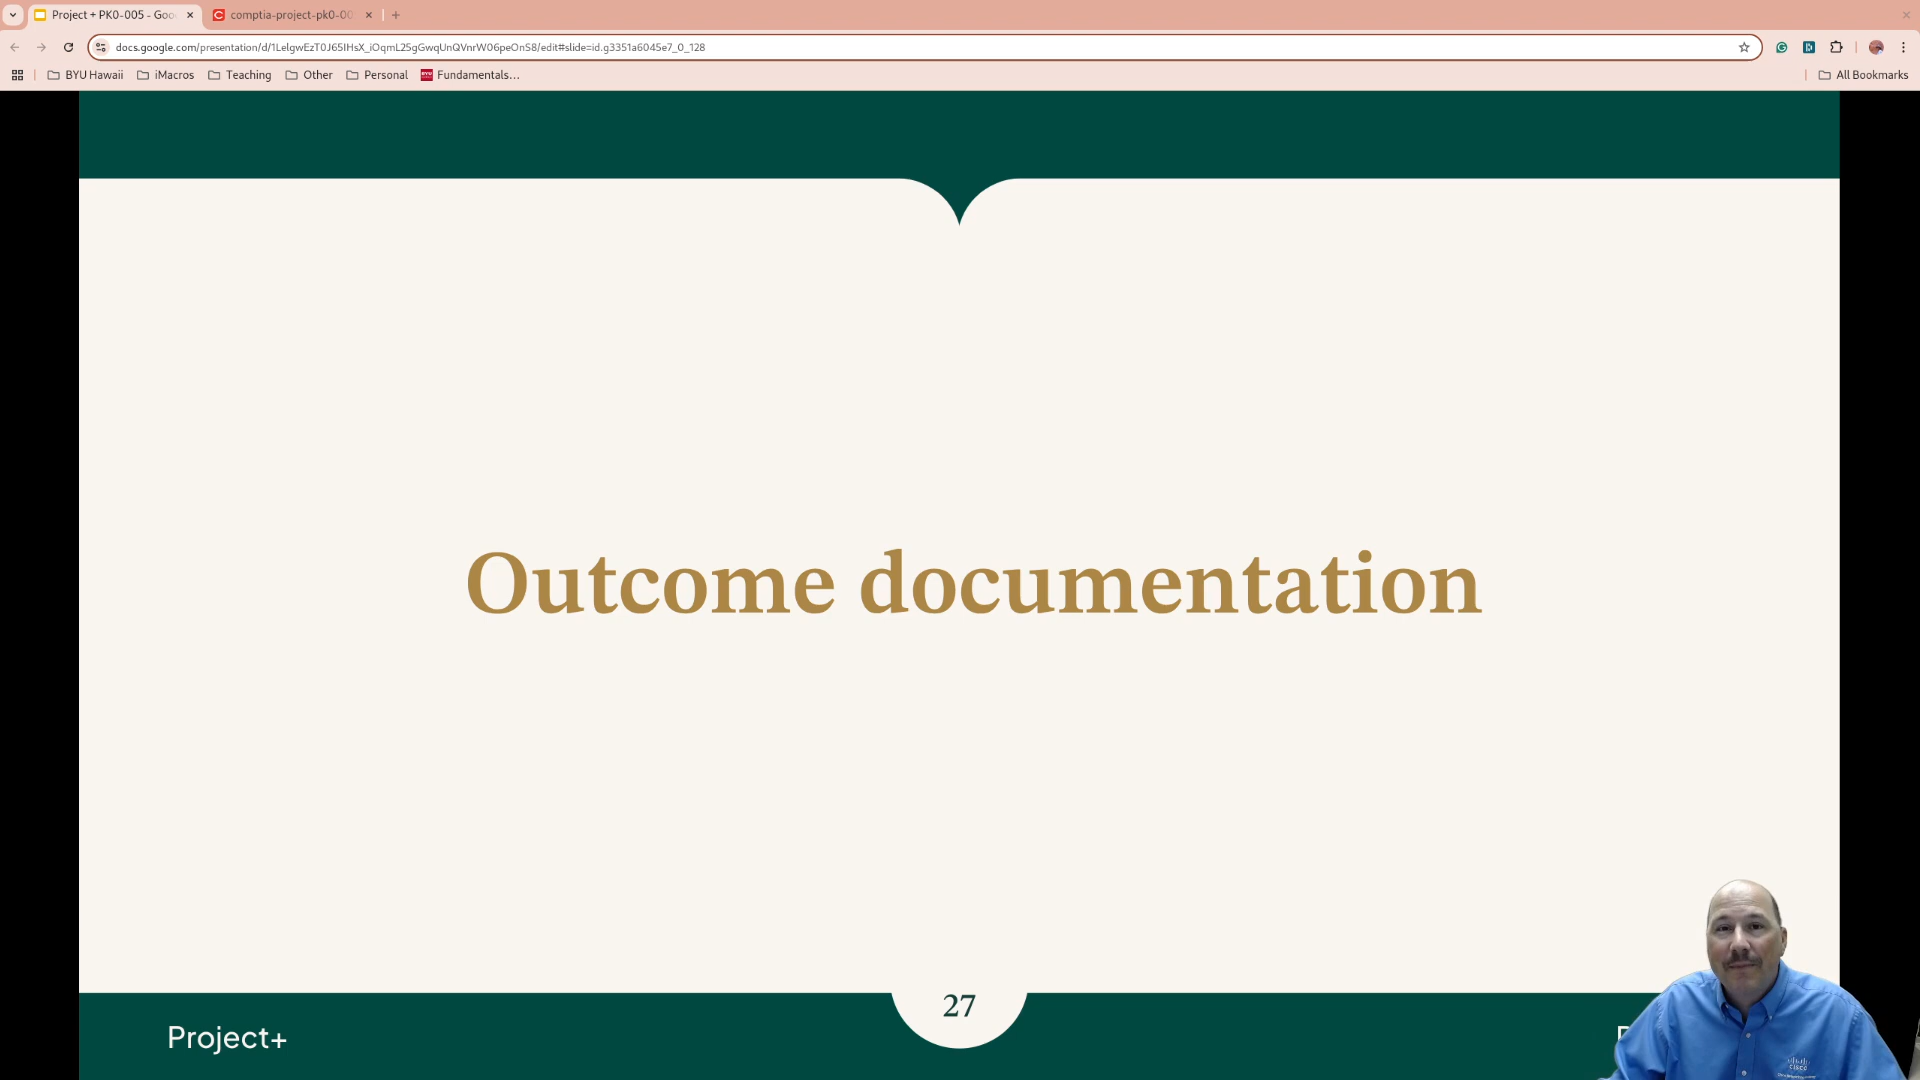 Project + PK0-005 - Goo
comptia-project-pk0-00
docs.google.com/presentation/d/1LelgwEzT0J65IHsX_iOqmL25gGwqUnQVnrW06peOnS8/edit#slide=id.g3351a6045e7_0_128
BYU Hawaii
iMacros
Teaching
Other
Personal
Fundamentals...
All Bookmarks
Outcome documentation
27
Project+
cisco